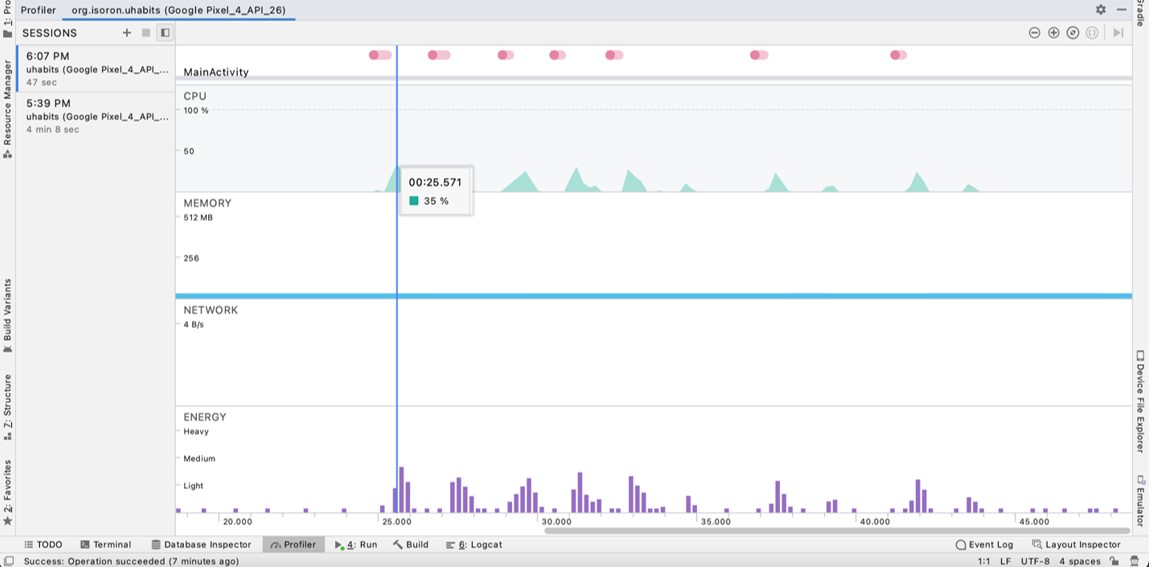 Profiler org.isoron.uhabits (Google Pixel_4_API_26)
SESSIONS
6:07 PM
uhabits (Google Pixel_4_API_...
47 sec
5:39 PM
uhabits (Google Pixel_4_API_...
4 min 8 sec
MainActivity
CPU
100 %
50
00:25.571
35 %
MEMORY
512 MB
256
NETWORK
4 B/s
ENERGY
Heavy
Medium
Light
20.000 25.000 30.000 35.000 40.000 45.000
1: Pro
Resource Manager
Build Variants
Z: Structure
2: Favorites
Device File Explorer
Emulator
TODO Terminal Database Inspector Profiler 4: Run Build 6: Logcat Event Log Layout Inspector
Success: Operation succeeded (7 minutes ago) 1:1 LF UTF-8 4 spaces